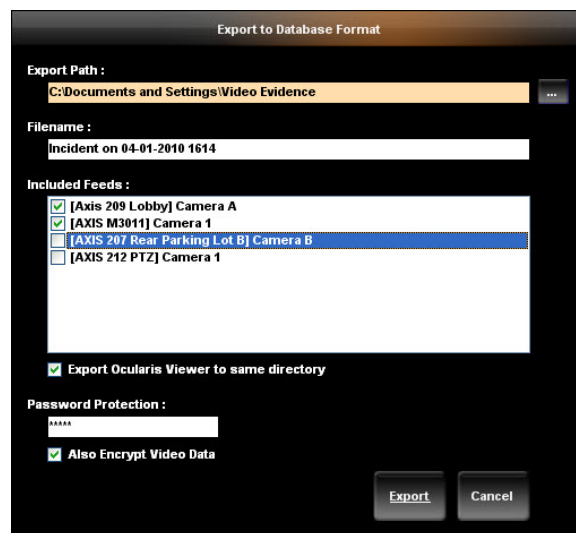 Export to Database Format
Export Path :
C:\Documents and Settings\Video Evidence
...
Filename :
Incident on 04-01-2010 1614
Included Feeds :
[Axis 209 Lobby] Camera A
[AXIS M3011] Camera 1
[AXIS 207 Rear Parking Lot B] Camera B
[AXIS 212 PTZ] Camera 1
Export Ocularis Viewer to same directory
Password Protection :
*****
Also Encrypt Video Data
Export
Cancel